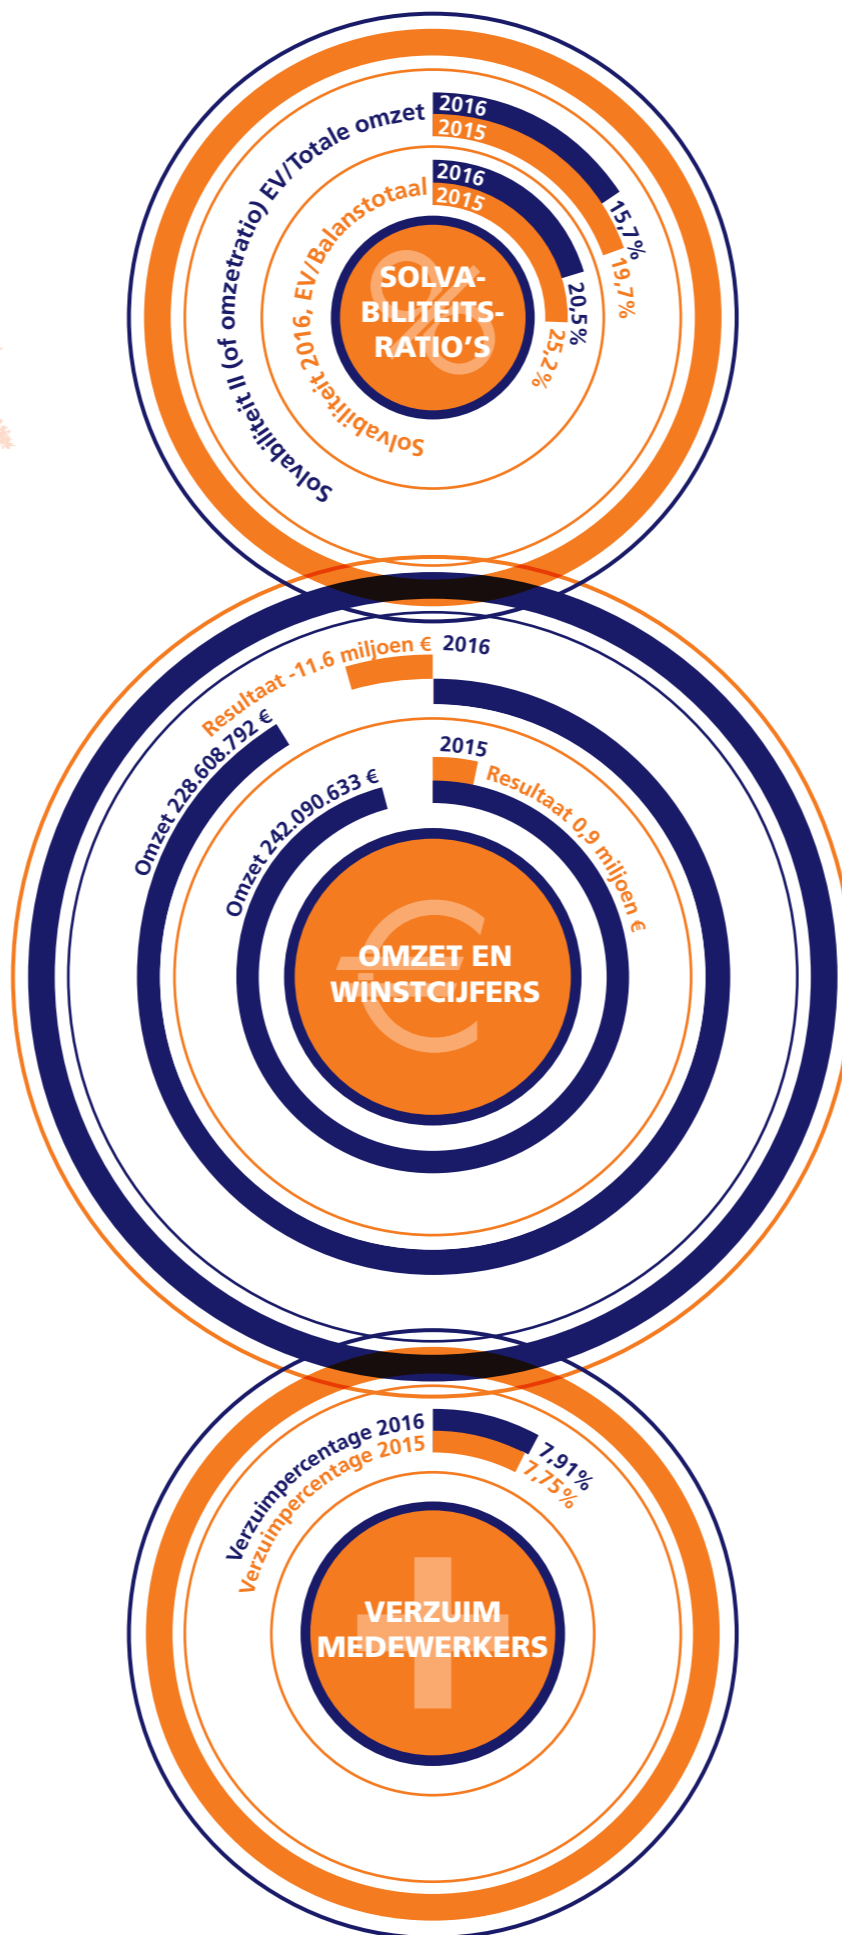 Solvabiliteit II (of omzetratio) EV/Totale omzet
2016
2015
15,7%
19,7%
Solvabiliteit 2016, EV/Balanstotaal
2016
2015
20,5%
25,2%
%
SOLVA-
BILITEITS-
RATIO'S
Resultaat -11.6 miljoen €
2016
Omzet 228.608.792 €
2015
Resultaat 0,9 miljoen €
Omzet 242.090.633 €
€
OMZET EN
WINSTCIJFERS
Verzuimpercentage 2016
7,91%
Verzuimpercentage 2015
7,75%
VERZUIM
MEDEWERKERS